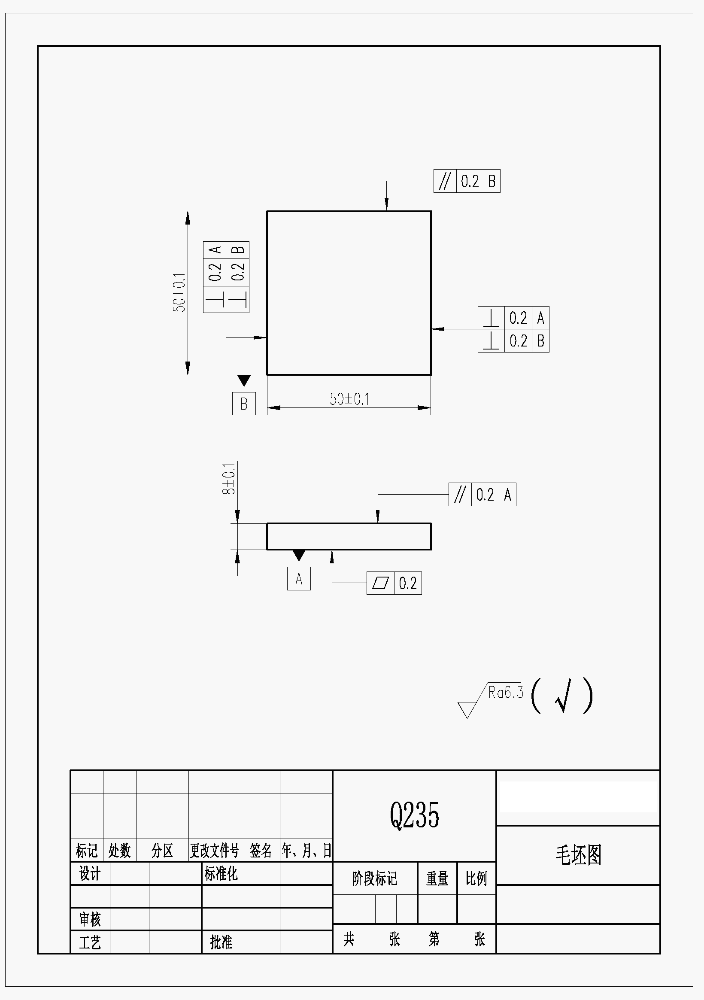 // 0.2 B
⊥ 0.2 A
⊥ 0.2 B
50±0.1
⊥ 0.2 A
⊥ 0.2 B
B
50±0.1
8±0.1
// 0.2 A
A
▱ 0.2
Ra6.3 ( √ )
Q235
标记 处数 分区 更改文件号 签名 年、月、日
毛坯图
设计 标准化
阶段标记 重量 比例
审核
工艺 批准
共 张 第 张